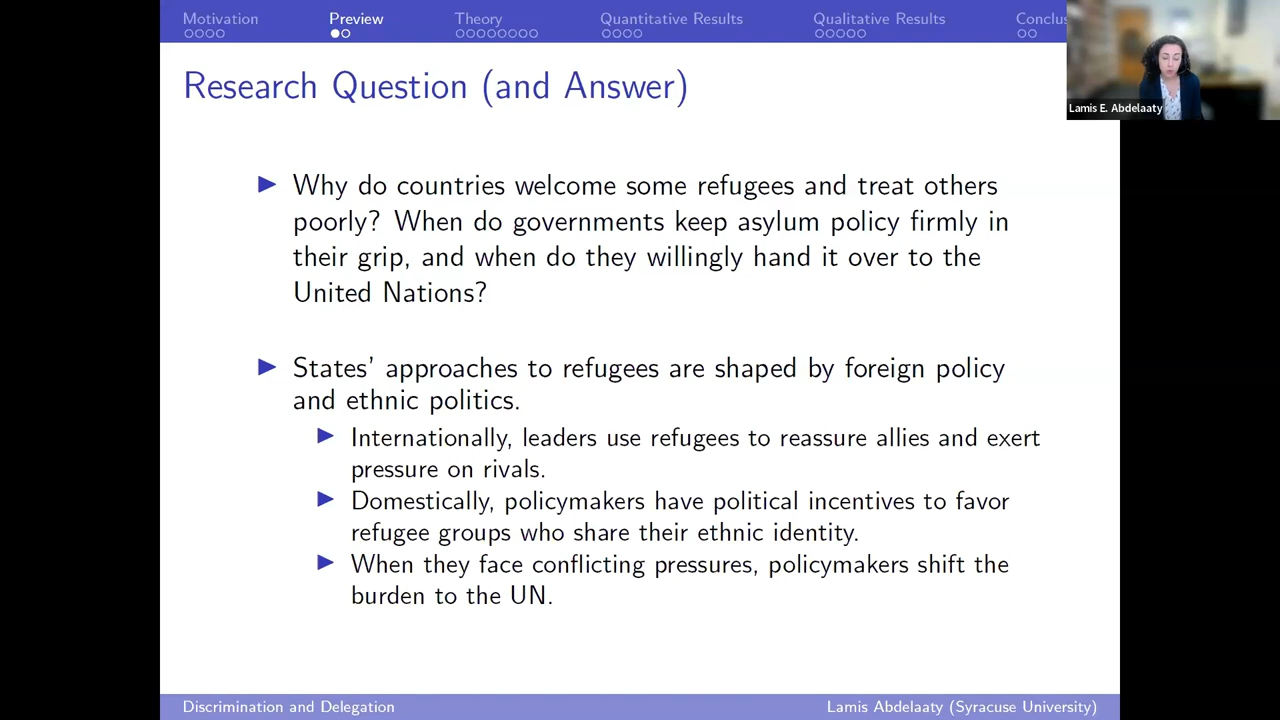 Motivation Preview Theory Quantitative Results Qualitative Results Conclus
Lamis E. Abdelaaty
Research Question (and Answer)
Why do countries welcome some refugees and treat others
poorly? When do governments keep asylum policy firmly in
their grip, and when do they willingly hand it over to the
United Nations?
States' approaches to refugees are shaped by foreign policy
and ethnic politics.
Internationally, leaders use refugees to reassure allies and exert
pressure on rivals.
Domestically, policymakers have political incentives to favor
refugee groups who share their ethnic identity.
When they face conflicting pressures, policymakers shift the
burden to the UN.
Discrimination and Delegation Lamis Abdelaaty (Syracuse University)